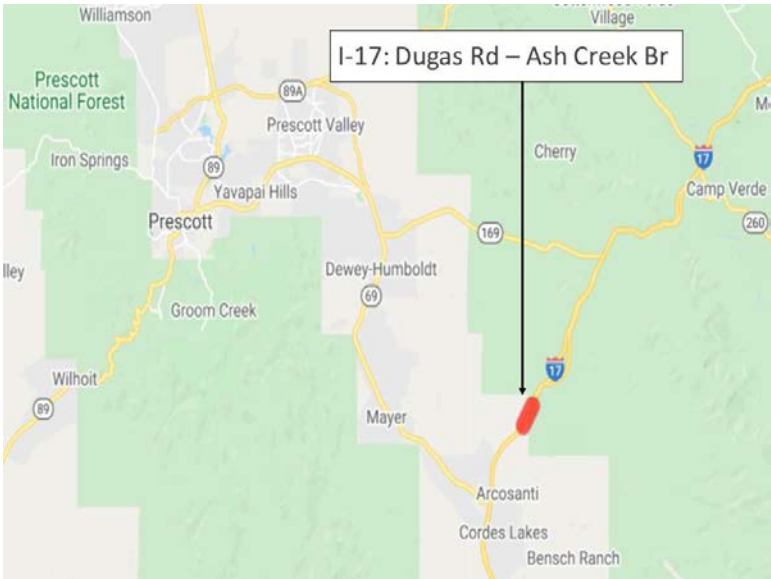 Williamson
Village
I-17: Dugas Rd – Ash Creek Br
Prescott
National Forest
89A
Prescott Valley
Iron Springs
89
Yavapai Hills
Cherry
17
Camp Verde
Prescott
260
169
lley
Dewey-Humboldt
69
Groom Creek
17
Wilhoit
89
Mayer
Arcosanti
Cordes Lakes
Bensch Ranch